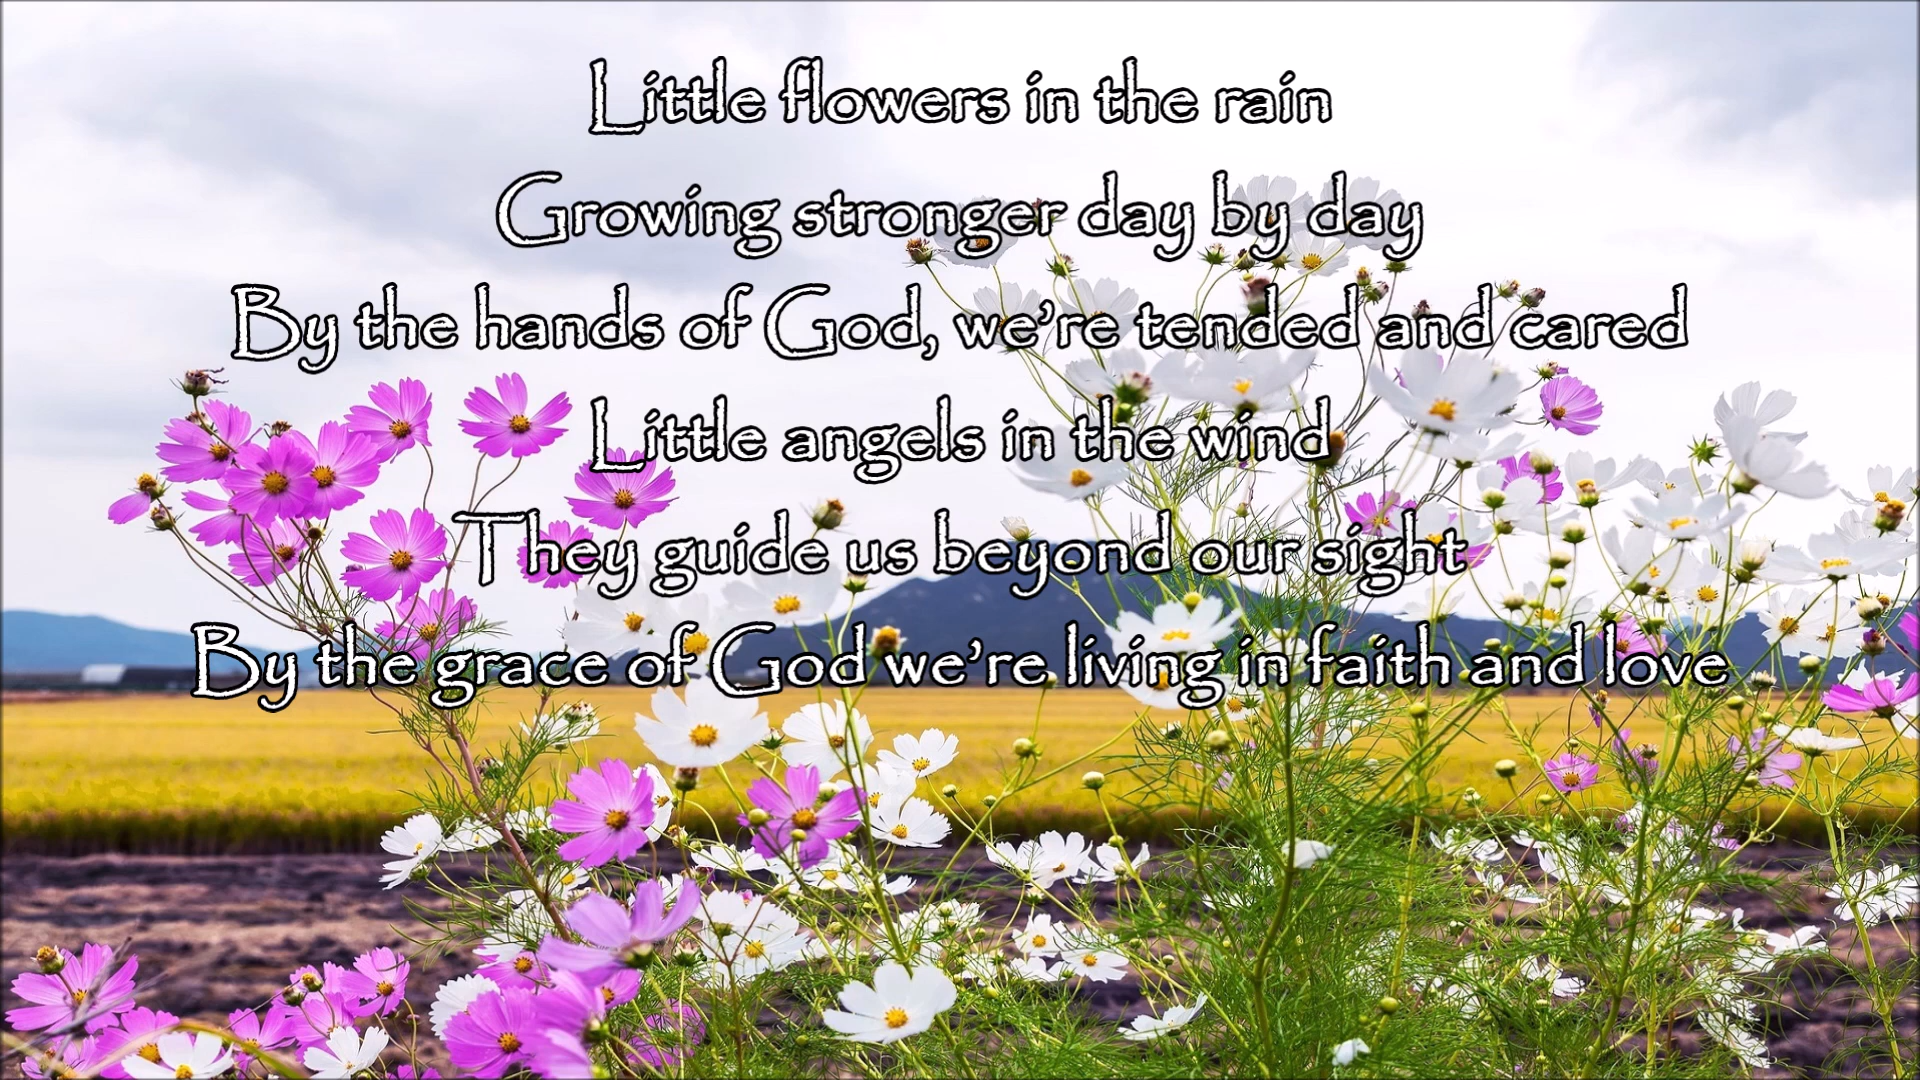 Little flowers in the rain
Growing stronger day by day
By the hands of God, we're tended and cared
Little angels in the wind
They guide us beyond our sight
By the grace of God we're living in faith and love